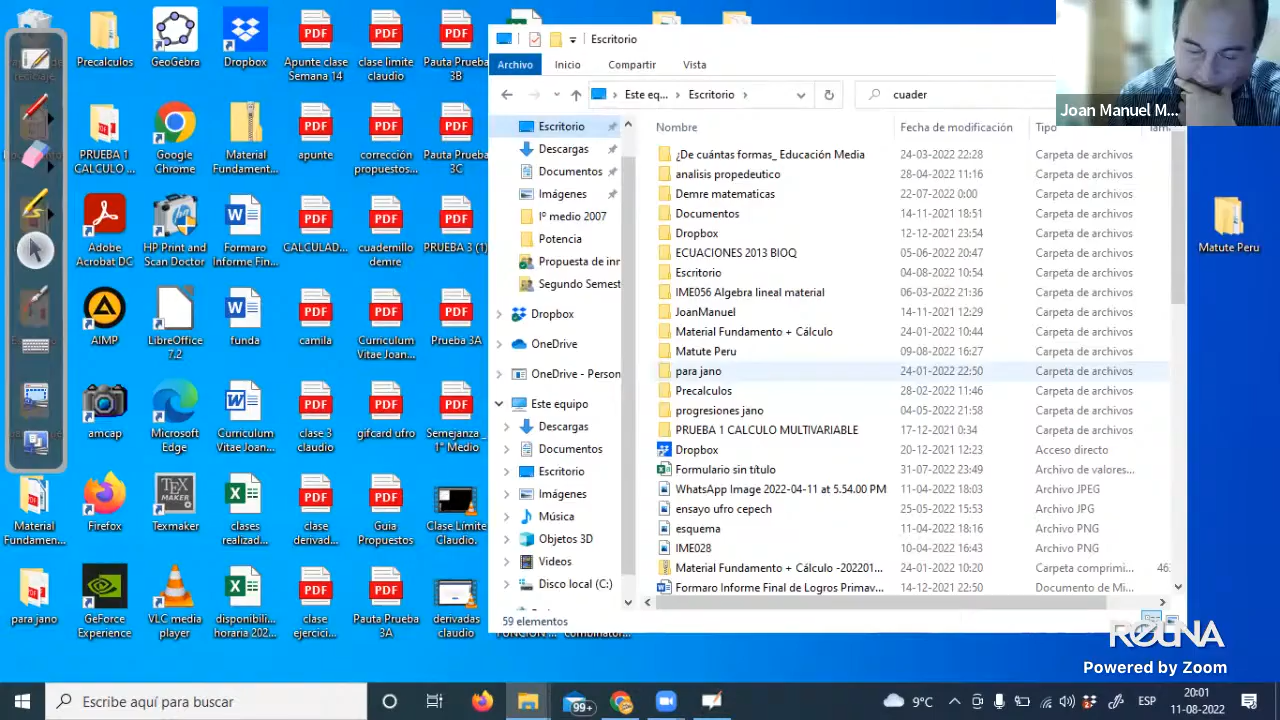 Precalculos
GeoGebra
Dropbox
Apunte clase
Semana 14
clase limite
claudio
Pauta Prueba
3B
PRUEBA 1
CALCULO ...
Google
Chrome
Material
Fundament...
apunte
corrección
propuestos...
Pauta Prueba
3C
Adobe
Acrobat DC
HP Print and
Scan Doctor
Formaro
Informe Fin...
CALCULAD...
cuadernillo
demre
PRUEBA 3 (1)
AIMP
LibreOffice
7.2
funda
camila
Curriculum
Vitae Joan...
Prueba 3A
amcap
Microsoft
Edge
Curriculum
Vitae Joan...
clase 3
claudio
gifcard ufro
Semejanza _
1° Medio
Material
Fundamen...
Firefox
Texmaker
clases
realizad...
clase
derivad...
Guia
Propuestos
Clase Límite
Claudio.
para jano
GeForce
Experience
VLC media
player
disponibili...
horaria 202...
clase
ejercici...
Pauta Prueba
3A
derivadas
claudio
Matute Peru
Escritorio
Archivo
Inicio
Compartir
Vista
Este eq...
Escritorio
cuader
Escritorio
Descargas
Documentos
Imágenes
Iº medio 2007
Potencia
Propuesta de inr
Segundo Semest
Dropbox
OneDrive
OneDrive - Person
Este equipo
Descargas
Documentos
Escritorio
Imágenes
Música
Objetos 3D
Videos
Disco local (C:)
Nombre Fecha de modificación Tipo
¿De cuántas formas_ Educación Media 24-03-2022 22:28 Carpeta de archivos
analisis propedeutico 28-04-2022 11:16 Carpeta de archivos
Demre matematicas 22-07-2022 0:00 Carpeta de archivos
Documentos 14-11-2021 18:51 Carpeta de archivos
Dropbox 12-12-2021 23:54 Carpeta de archivos
ECUACIONES 2013 BIOQ 05-06-2022 20:47 Carpeta de archivos
Escritorio 04-08-2022 10:54 Carpeta de archivos
IME056 Algebra lineal material 06-03-2022 21:36 Carpeta de archivos
JoanManuel 14-11-2021 12:29 Carpeta de archivos
Material Fundamento + Cálculo 24-01-2022 10:44 Carpeta de archivos
Matute Peru 09-08-2022 16:27 Carpeta de archivos
para jano 24-01-2022 22:50 Carpeta de archivos
Precalculos 28-02-2022 11:46 Carpeta de archivos
progresiones jano 04-05-2022 21:58 Carpeta de archivos
PRUEBA 1 CALCULO MULTIVARIABLE 17-12-2021 0:34 Carpeta de archivos
Dropbox 20-12-2021 12:23 Acceso directo
Formulario sin título 31-07-2022 23:49 Archivo de valores...
WhatsApp Image 2022-04-11 at 5.54.00 PM 11-04-2022 18:03 Archivo JPEG
ensayo ufro cepech 25-05-2022 15:53 Archivo JPG
esquema 11-04-2022 18:16 Archivo PNG
IME028 10-04-2022 16:43 Archivo PNG
Material Fundamento + Cálculo -202201... 24-01-2022 10:20 Carpeta comprimi... 46
Formaro Informe Final de Logros Primav... 14-12-2021 22:50 Documento de Mi...
59 elementos
Joan Manuel M...
REUNA
Powered by Zoom
Escribe aquí para buscar
99+
9°C
ESP
20:01
11-08-2022